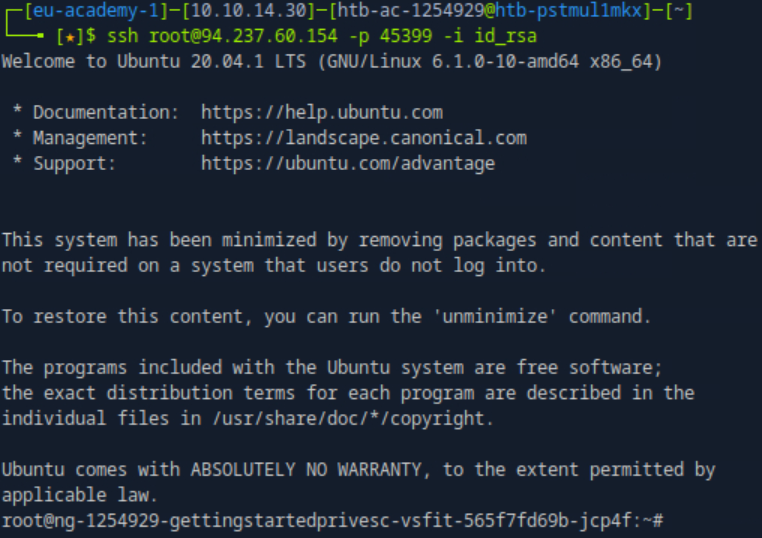 ┌─[eu-academy-1]─[10.10.14.30]─[htb-ac-1254929@htb-pstmul1mkx]─[~]
└──╼ [★]$ ssh root@94.237.60.154 -p 45399 -i id_rsa
Welcome to Ubuntu 20.04.1 LTS (GNU/Linux 6.1.0-10-amd64 x86_64)
* Documentation:  https://help.ubuntu.com
* Management:     https://landscape.canonical.com
* Support:        https://ubuntu.com/advantage
This system has been minimized by removing packages and content that are
not required on a system that users do not log into.
To restore this content, you can run the 'unminimize' command.
The programs included with the Ubuntu system are free software;
the exact distribution terms for each program are described in the
individual files in /usr/share/doc/*/copyright.
Ubuntu comes with ABSOLUTELY NO WARRANTY, to the extent permitted by
applicable law.
root@ng-1254929-gettingstartedprivesc-vsfit-565f7fd69b-jcp4f:~#